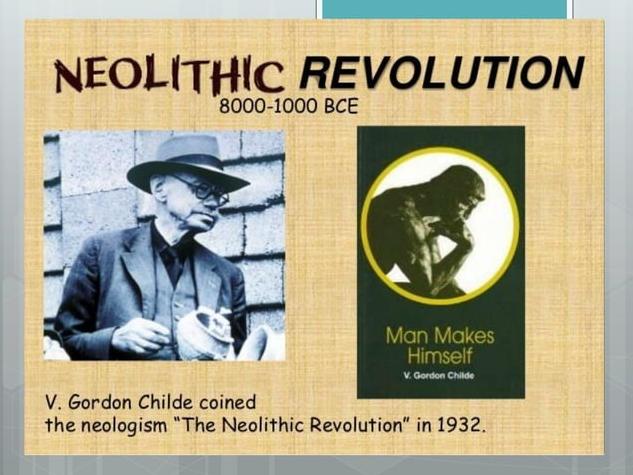 NEOLITHIC REVOLUTION
8000-1000 BCE
Man Makes
Himself
V. Gordon Childe
V. Gordon Childe coined
the neologism “The Neolithic Revolution” in 1932.